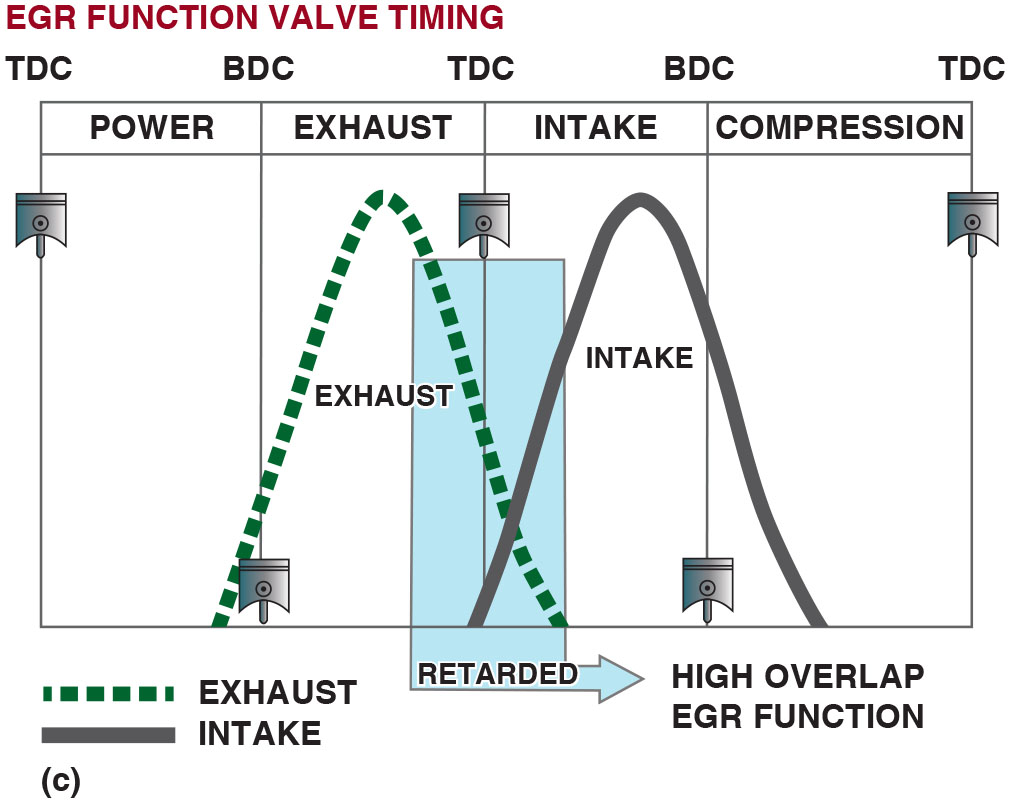 EGR FUNCTION VALVE TIMING
TDC BDC TDC BDC TDC
POWER EXHAUST INTAKE COMPRESSION
INTAKE
EXHAUST
RETARDED
HIGH OVERLAP
EGR FUNCTION
EXHAUST
INTAKE
(c)